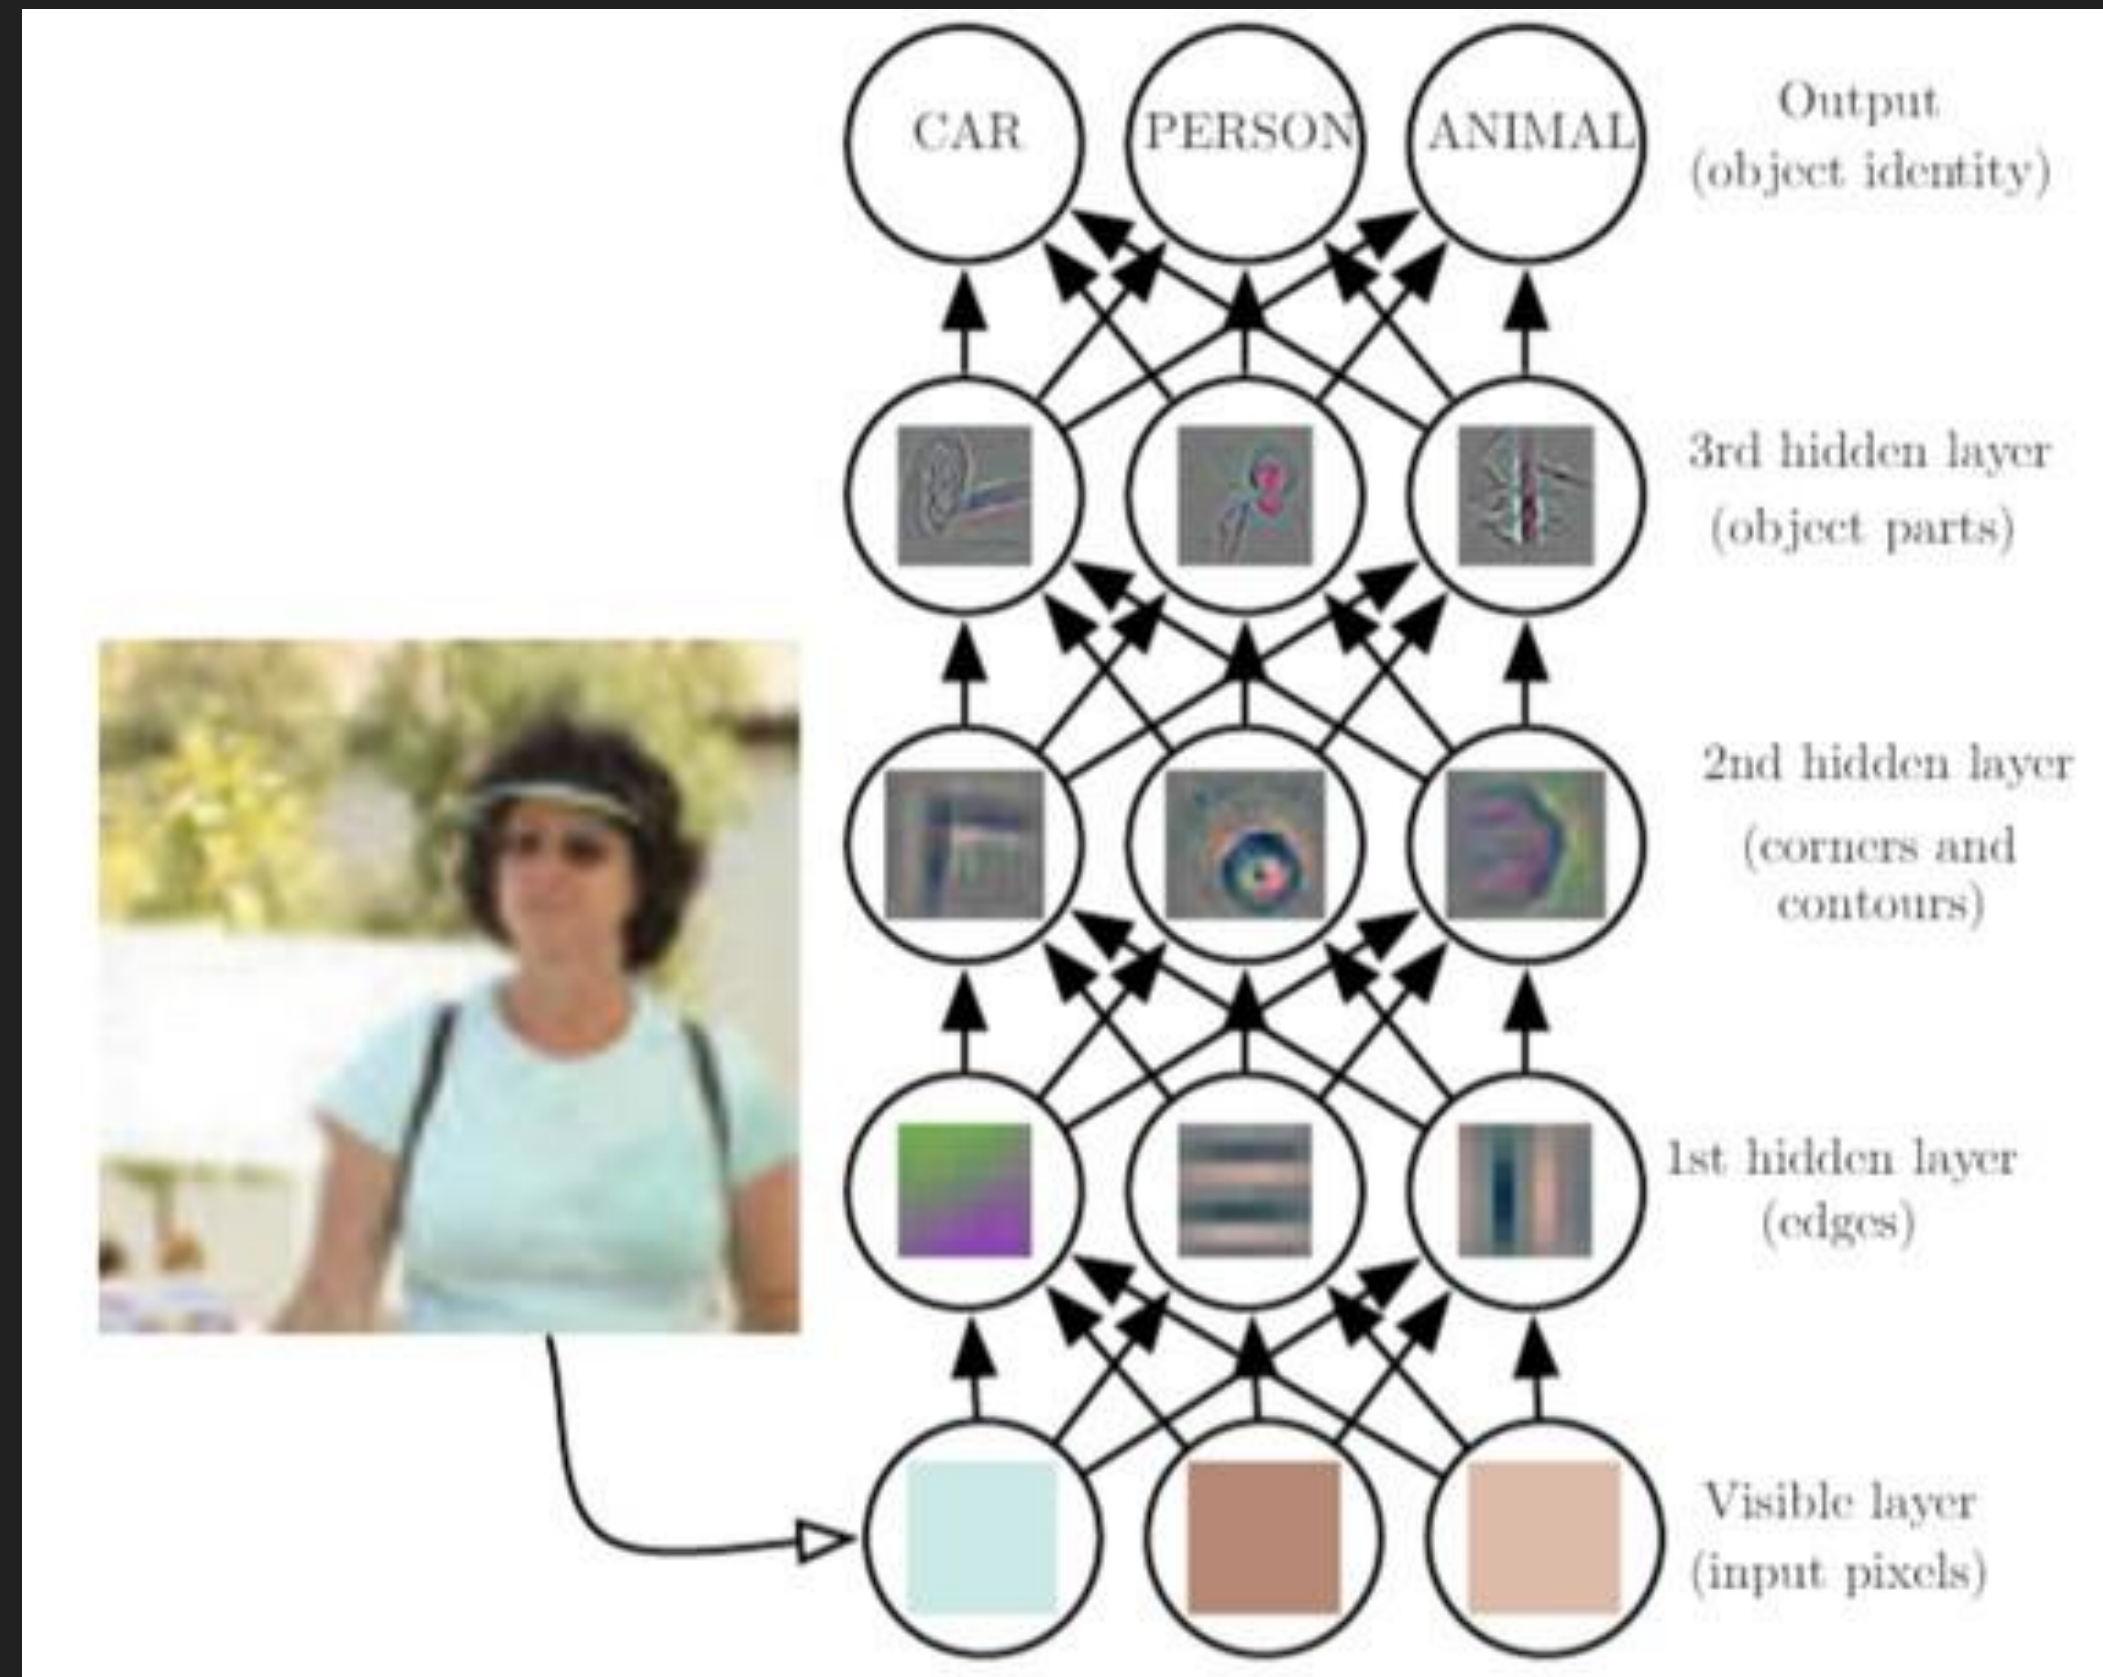 CAR
PERSON
ANIMAL
Output
(object identity)
3rd hidden layer
(object parts)
2nd hidden layer
(corners and
contours)
1st hidden layer
(edges)
Visible layer
(input pixels)